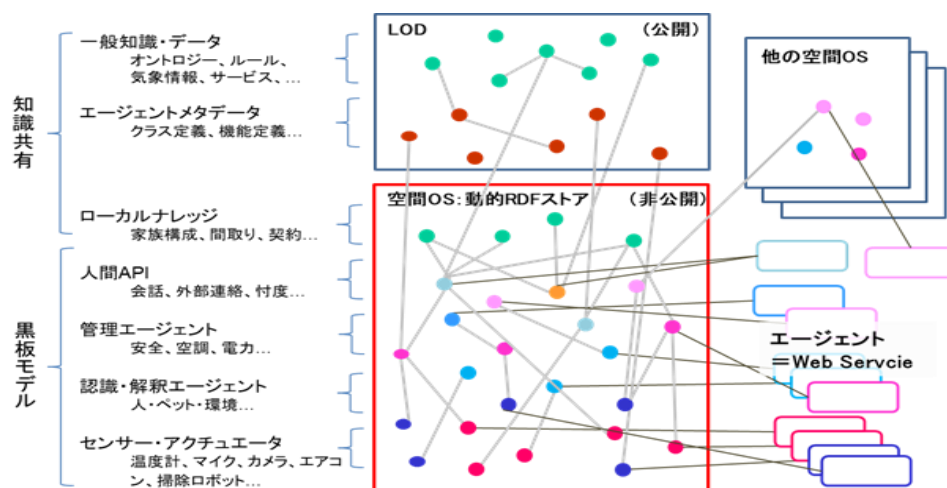 知識共有
一般知識・データ
オントロジー、ルール、
気象情報、サービス、…
エージェントメタデータ
クラス定義、機能定義…
ローカルナレッジ
家族構成、間取り、契約…
黒板モデル
人間API
会話、外部連絡、忖度…
管理エージェント
安全、空調、電力…
認識・解釈エージェント
人・ペット・環境…
センサー・アクチュエータ
温度計、マイク、カメラ、エアコ
ン、掃除ロボット…
LOD
(公開)
空間OS:動的RDFストア
(非公開)
他の空間OS
エージェント
=Web Servcie